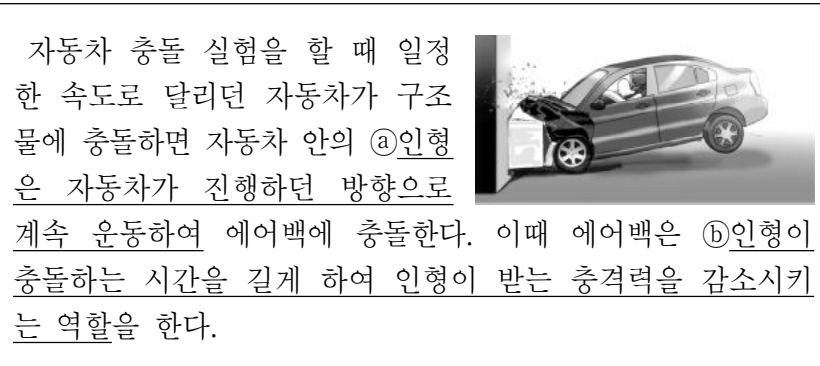 자동차 충돌 실험을 할 때 일정
한 속도로 달리던 자동차가 구조
물에 충돌하면 자동차 안의 ⓐ인형
은 자동차가 진행하던 방향으로
계속 운동하여 에어백에 충돌한다. 이때 에어백은 ⓑ인형이
충돌하는 시간을 길게 하여 인형이 받는 충격력을 감소시키
는 역할을 한다.